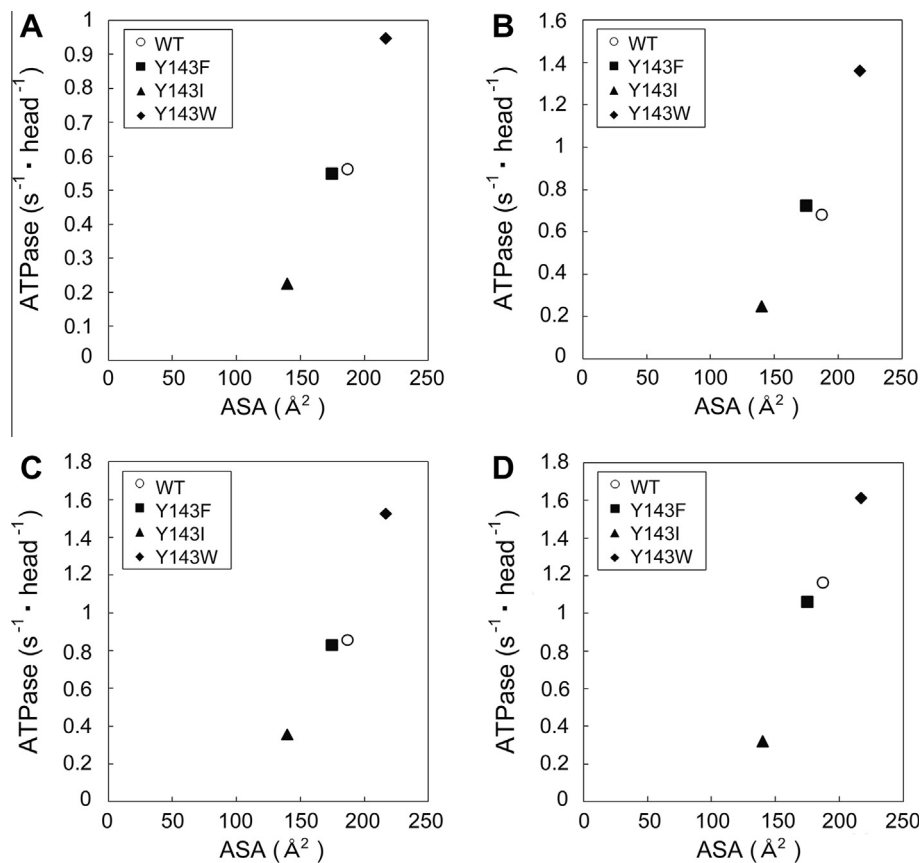 A
ATPase (s⁻¹ · head⁻¹)
1
0.9
0.8
0.7
0.6
0.5
0.4
0.3
0.2
0.1
0
WT
Y143F
Y143I
Y143W
0 50 100 150 200 250
ASA (Å²)
B
ATPase (s⁻¹ · head⁻¹)
1.6
1.4
1.2
1
0.8
0.6
0.4
0.2
0
WT
Y143F
Y143I
Y143W
0 50 100 150 200 250
ASA (Å²)
C
ATPase (s⁻¹ · head⁻¹)
1.8
1.6
1.4
1.2
1
0.8
0.6
0.4
0.2
0
WT
Y143F
Y143I
Y143W
0 50 100 150 200 250
ASA (Å²)
D
ATPase (s⁻¹ · head⁻¹)
1.8
1.6
1.4
1.2
1
0.8
0.6
0.4
0.2
0
WT
Y143F
Y143I
Y143W
0 50 100 150 200 250
ASA (Å²)